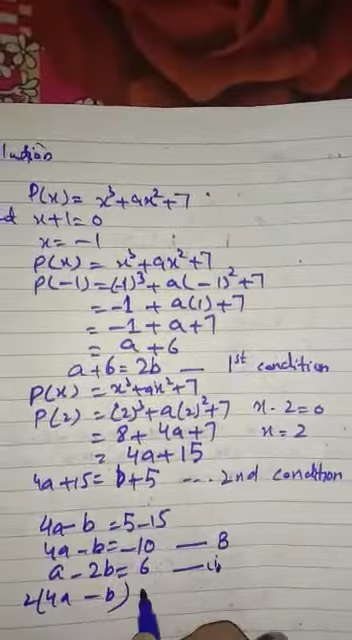 lution
P(x) = x³+ax²+7
x+1=0
x = -1
P(x) = x³+ax²+7
P(-1) = (-1)³+a(-1)²+7
= -1 + a(1)+7
= -1 + a+7
= a+6
a+6 = 2b — 1st condition
P(x) = x³+ax²+7
P(2) = (2)³+a(2)²+7 x-2=0
= 8+4a+7 x=2
= 4a+15
4a+15 = b+5 --- 2nd condition
4a-b = 5-15
4a-b = -10 —
a-2b = 6 —
2(4a-b)